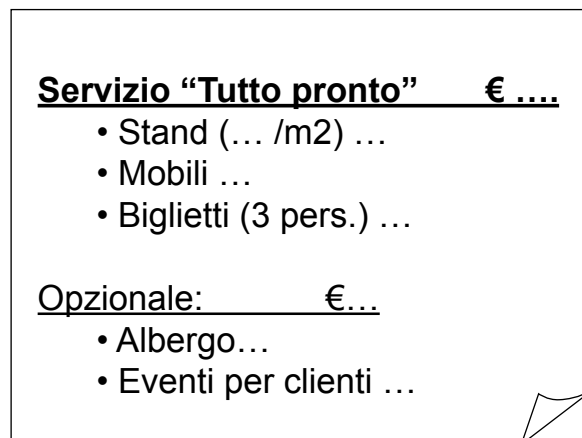 Servizio “Tutto pronto” € ….
• Stand (… /m2) …
• Mobili …
• Biglietti (3 pers.) …
Opzionale: €…
• Albergo…
• Eventi per clienti …